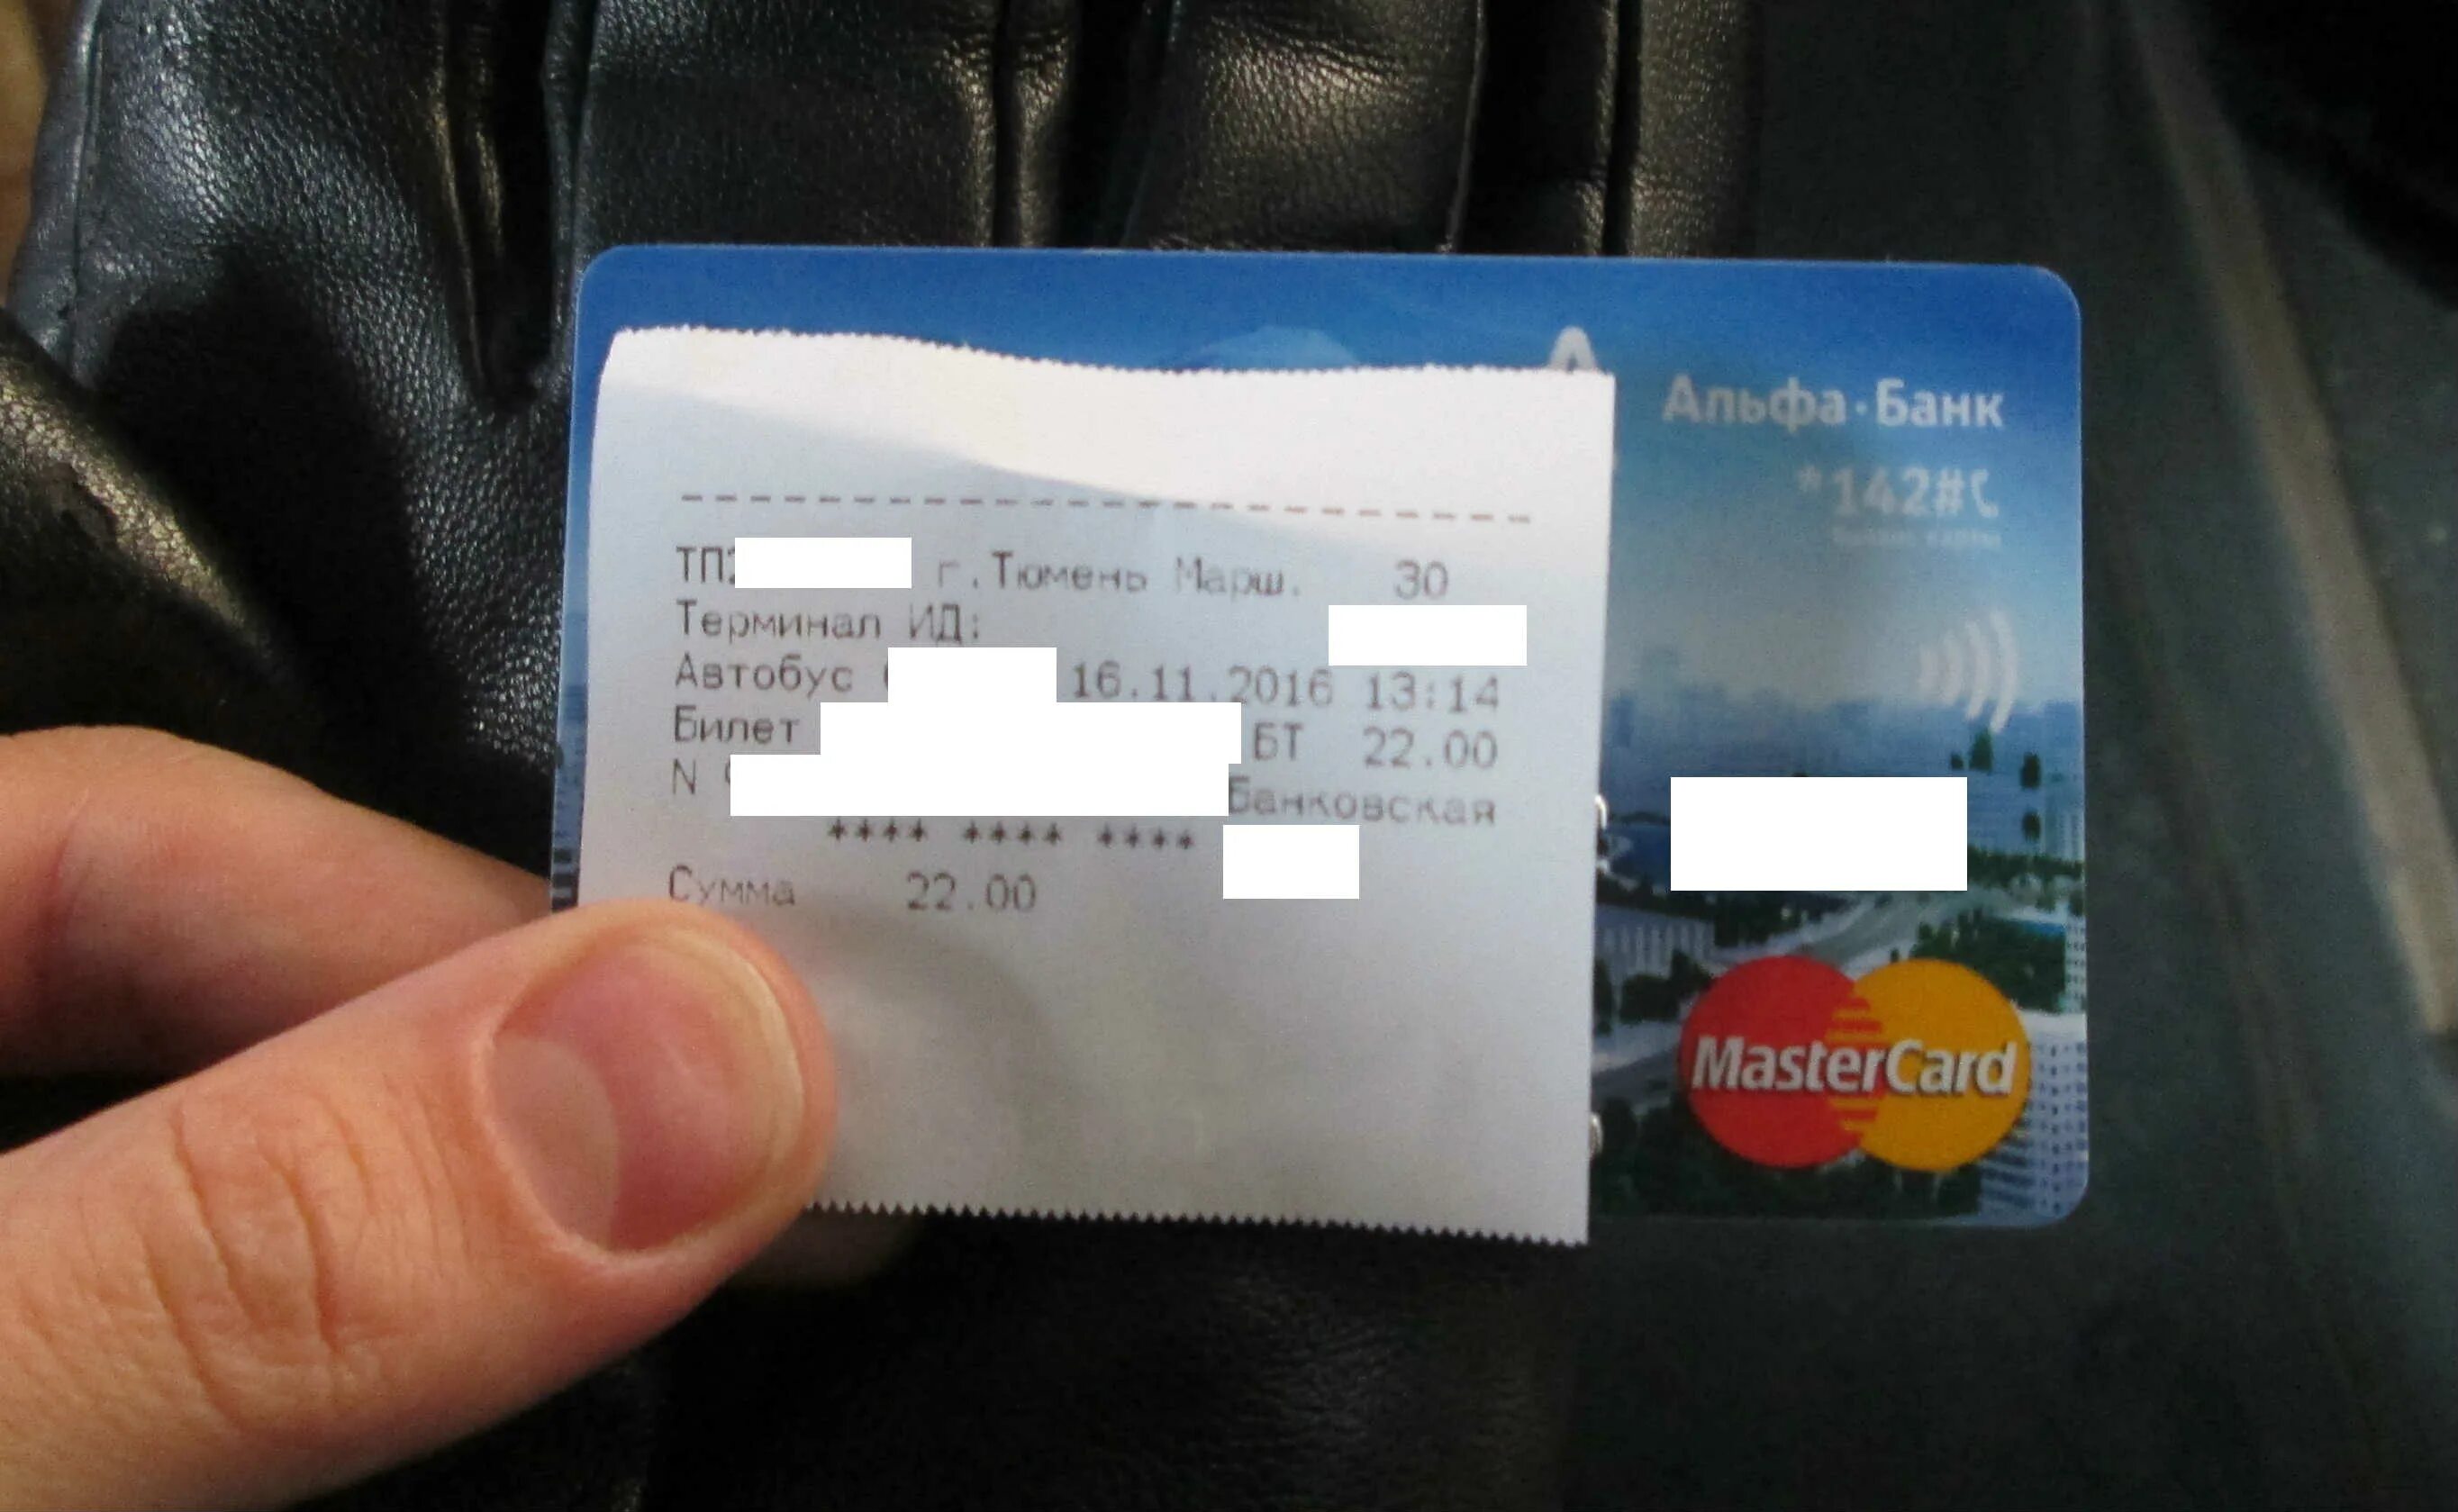 Альфа·Банк
*142#
г.Тюмень Марш. 30
Терминал ИД:
Автобус 16.11.2016 13:14
Билет БТ 22.00
N Банковская
**** **** ****
Сумма 22.00
MasterCard